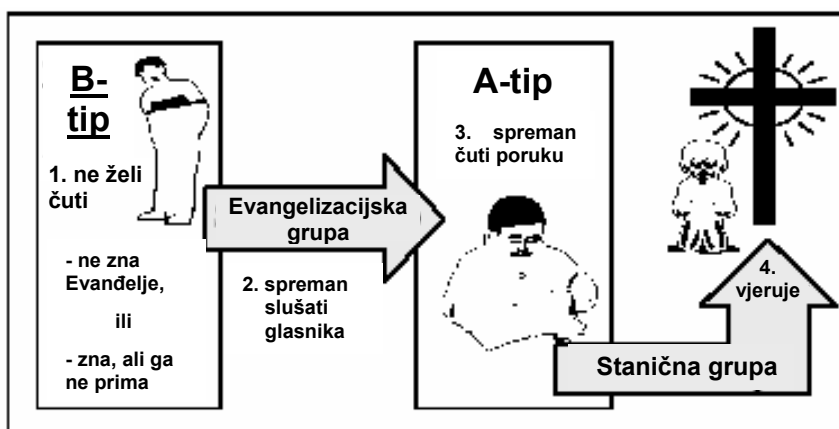 B-
tip
1. ne želi
čuti
- ne zna
Evanđelje,
ili
- zna, ali ga
ne prima
Evangelizacijska
grupa
2. spreman
slušati
glasnika
A-tip
3. spreman
čuti poruku
Stanična grupa
4.
vjeruje